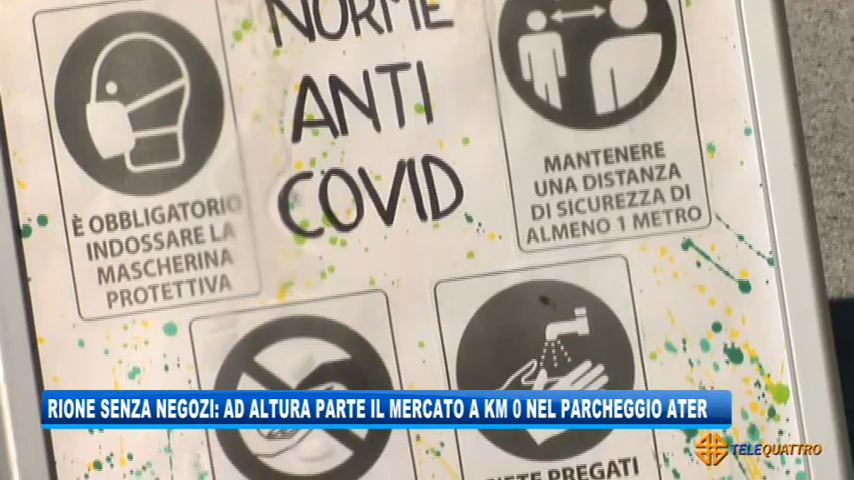 NORME
ANTI
COVID
È OBBLIGATORIO
INDOSSARE LA
MASCHERINA
PROTETTIVA
MANTENERE
UNA DISTANZA
DI SICUREZZA DI
ALMENO 1 METRO
PREGATI
RIONE SENZA NEGOZI: AD ALTURA PARTE IL MERCATO A KM 0 NEL PARCHEGGIO ATER
TELEQUATTRO